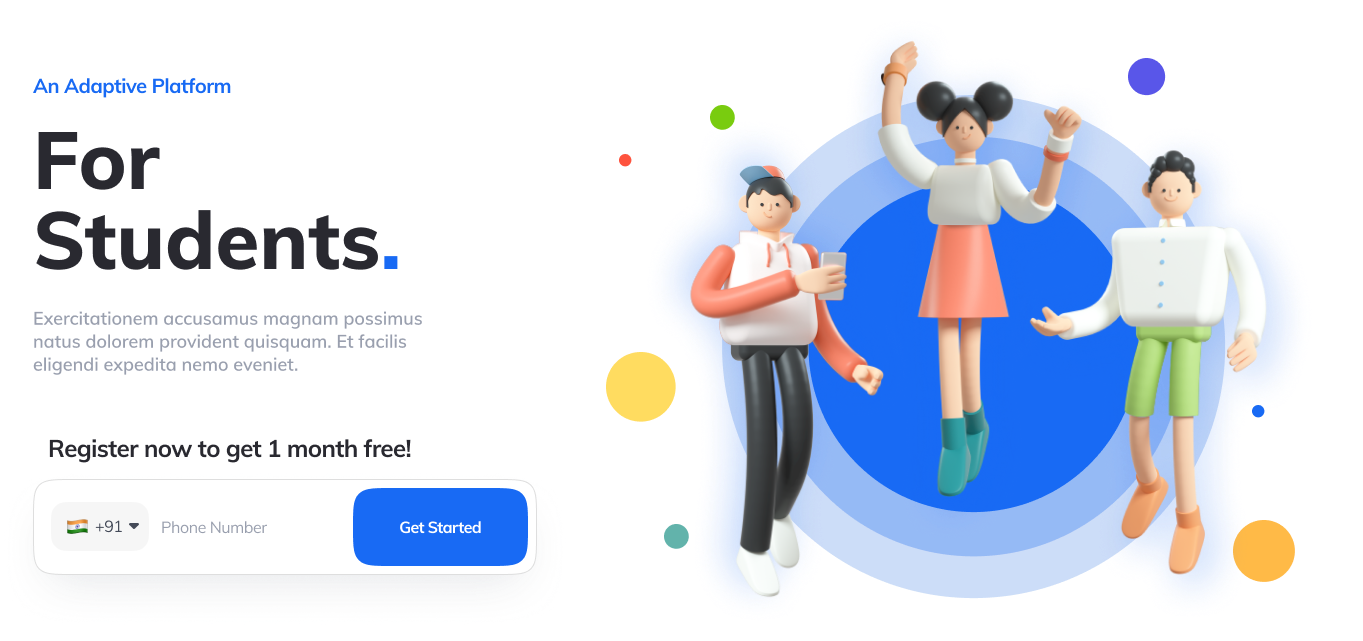 An Adaptive Platform
For
Students.
Exercitationem accusamus magnam possimus
natus dolorem provident quisquam. Et facilis
eligendi expedita nemo eveniet.
Register now to get 1 month free!
+91 Phone Number Get Started